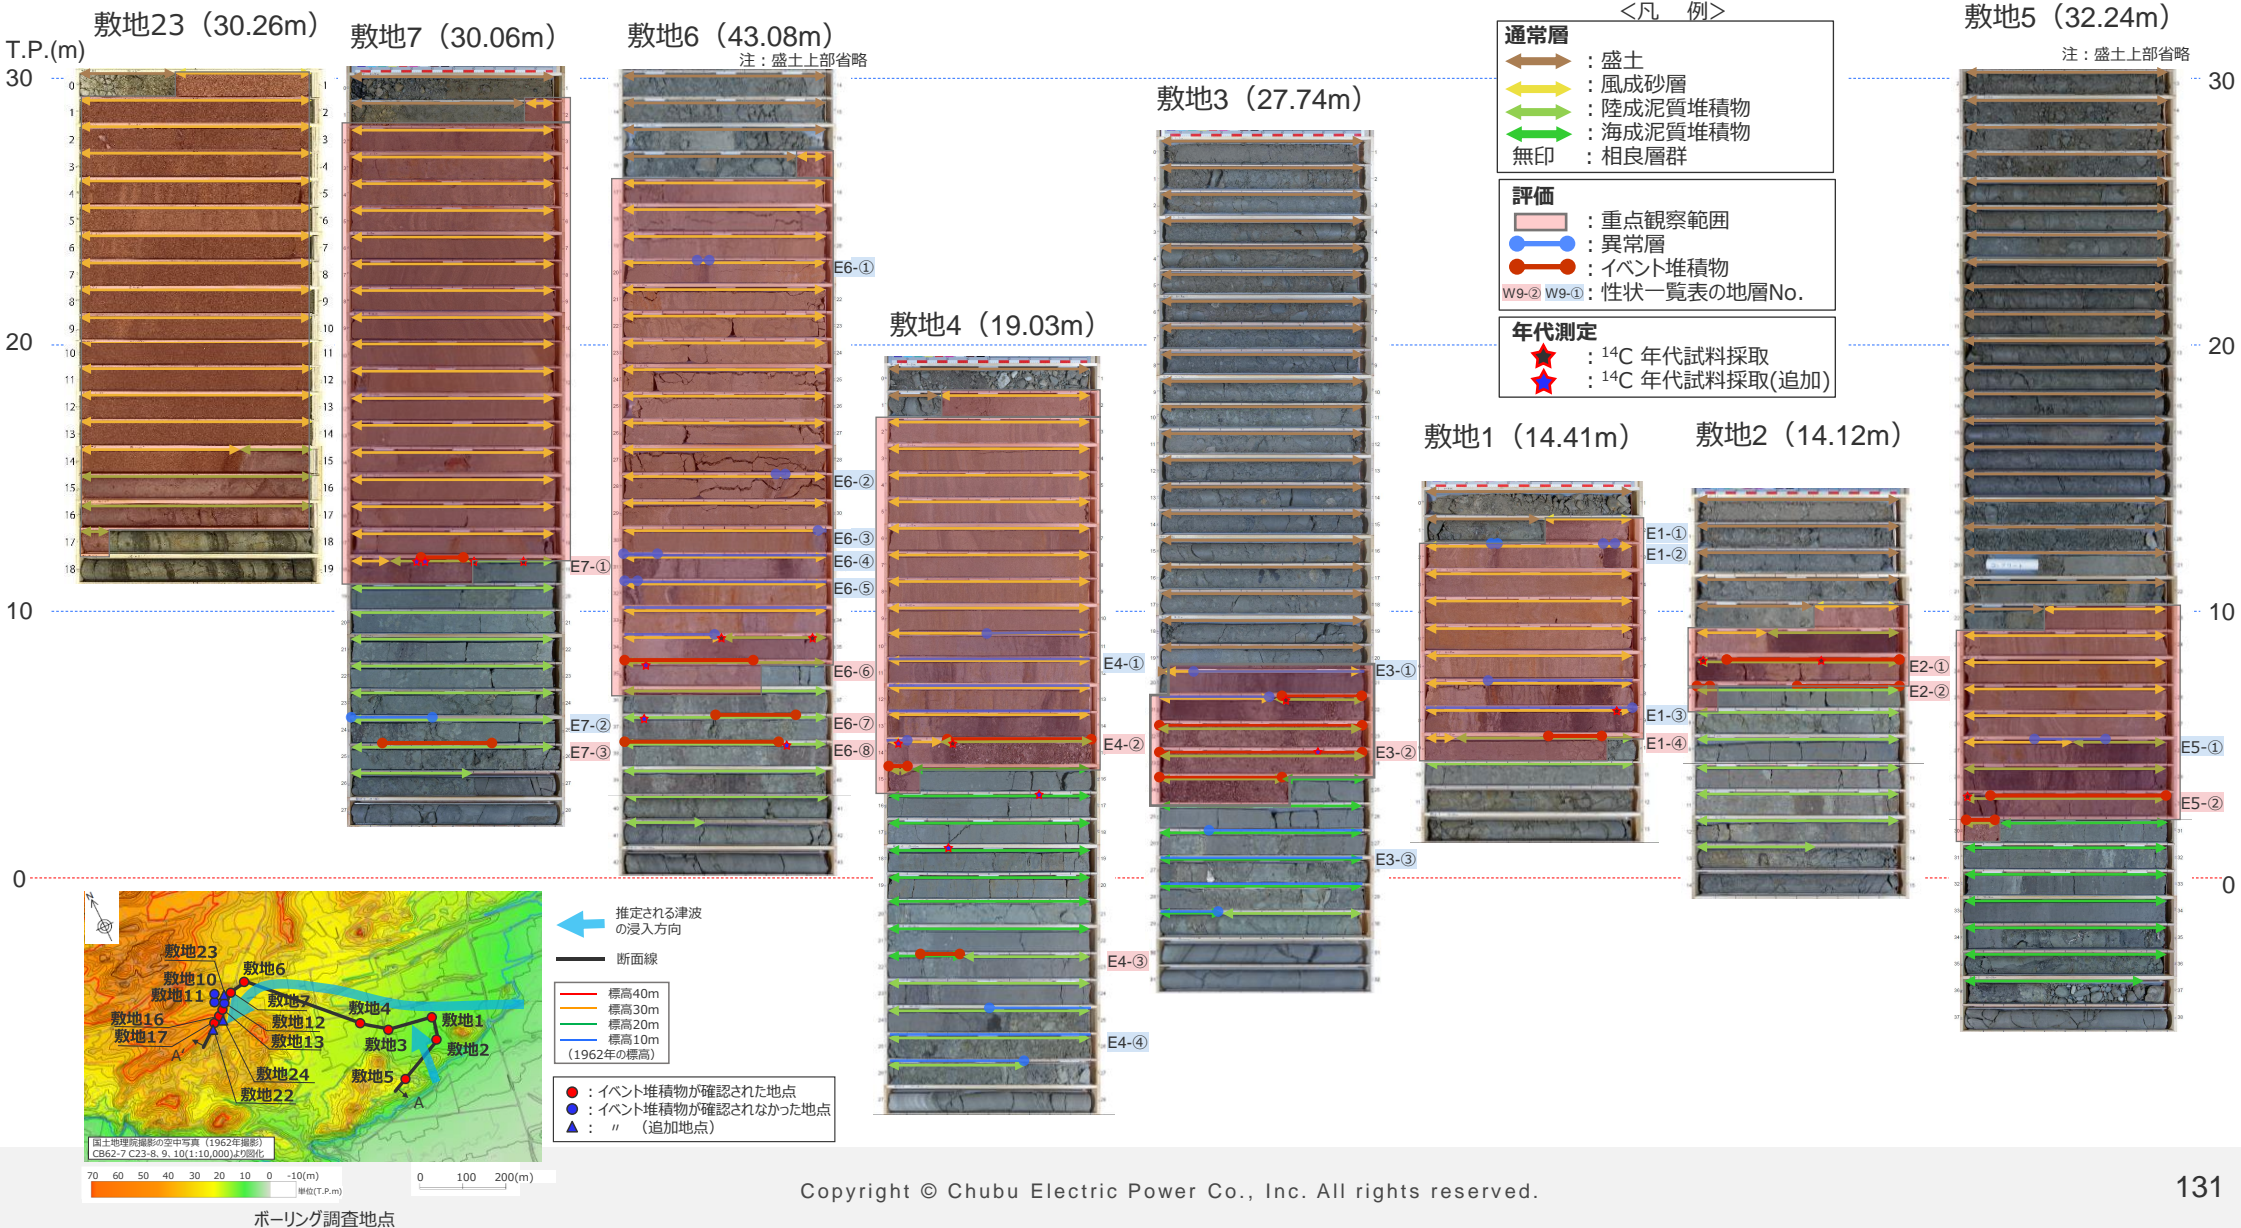 敷地23（30.26m）
敷地7（30.06m）
敷地6（43.08m）
注：盛土上部省略
敷地4（19.03m）
敷地3（27.74m）
敷地1（14.41m）
敷地2（14.12m）
敷地5（32.24m）
注：盛土上部省略
T.P.(m)
30
20
10
0
30
20
10
0
＜凡　例＞
通常層
：盛土
：風成砂層
：陸成泥質堆積物
：海成泥質堆積物
無印　：相良層群
評価
：重点観察範囲
：異常層
：イベント堆積物
W9-② W9-①：性状一覧表の地層No.
年代測定
：14C 年代試料採取
：14C 年代試料採取(追加)
E7-①
E7-②
E7-③
E6-①
E6-②
E6-③
E6-④
E6-⑤
E6-⑥
E6-⑦
E6-⑧
E4-①
E4-②
E4-③
E4-④
E3-①
E3-②
E3-③
E1-①
E1-②
E1-③
E1-④
E2-①
E2-②
E5-①
E5-②
N
敷地23
敷地10
敷地11
敷地6
敷地7
敷地16
敷地17
敷地12
敷地13
敷地24
敷地22
敷地4
敷地3
敷地1
敷地2
敷地5
A'
A
国土地理院撮影の空中写真（1962年撮影）
CB62-7 C23-8、9、10(1:10,000)より図化
推定される津波
の浸入方向
断面線
標高40m
標高30m
標高20m
標高10m
（1962年の標高）
：イベント堆積物が確認された地点
：イベント堆積物が確認されなかった地点
：　〃　（追加地点）
70 60 50 40 30 20 10 0 -10(m)
単位(T.P.m)
0 100 200(m)
ボーリング調査地点
Copyright © Chubu Electric Power Co., Inc. All rights reserved.
131